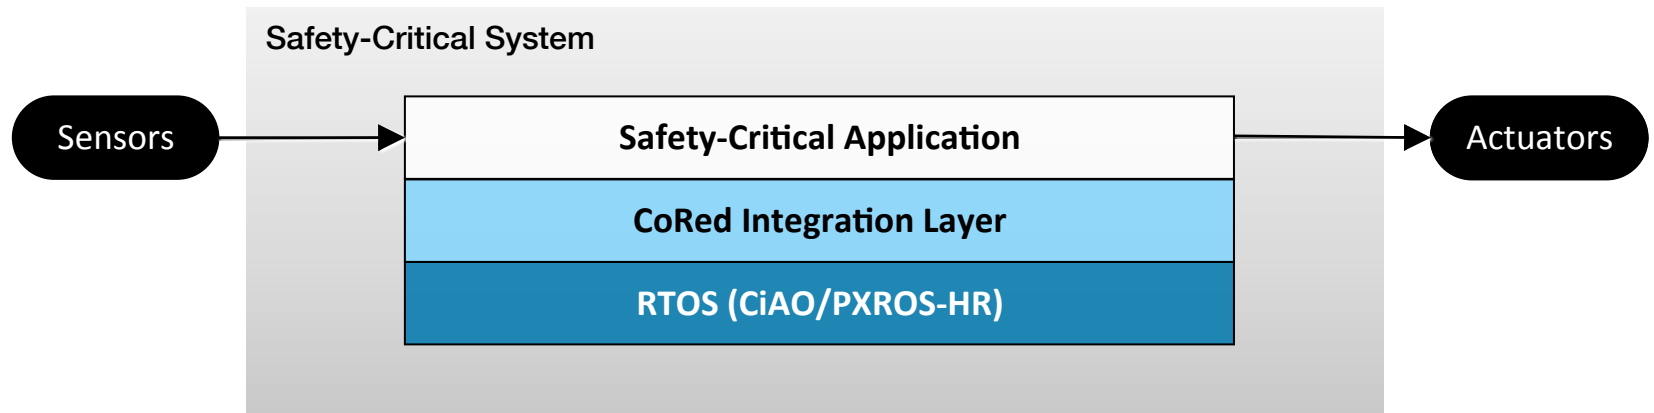 Safety-Critical System
Sensors
Safety-Critical Application
Actuators
CoRed Integration Layer
RTOS (CiAO/PXROS-HR)